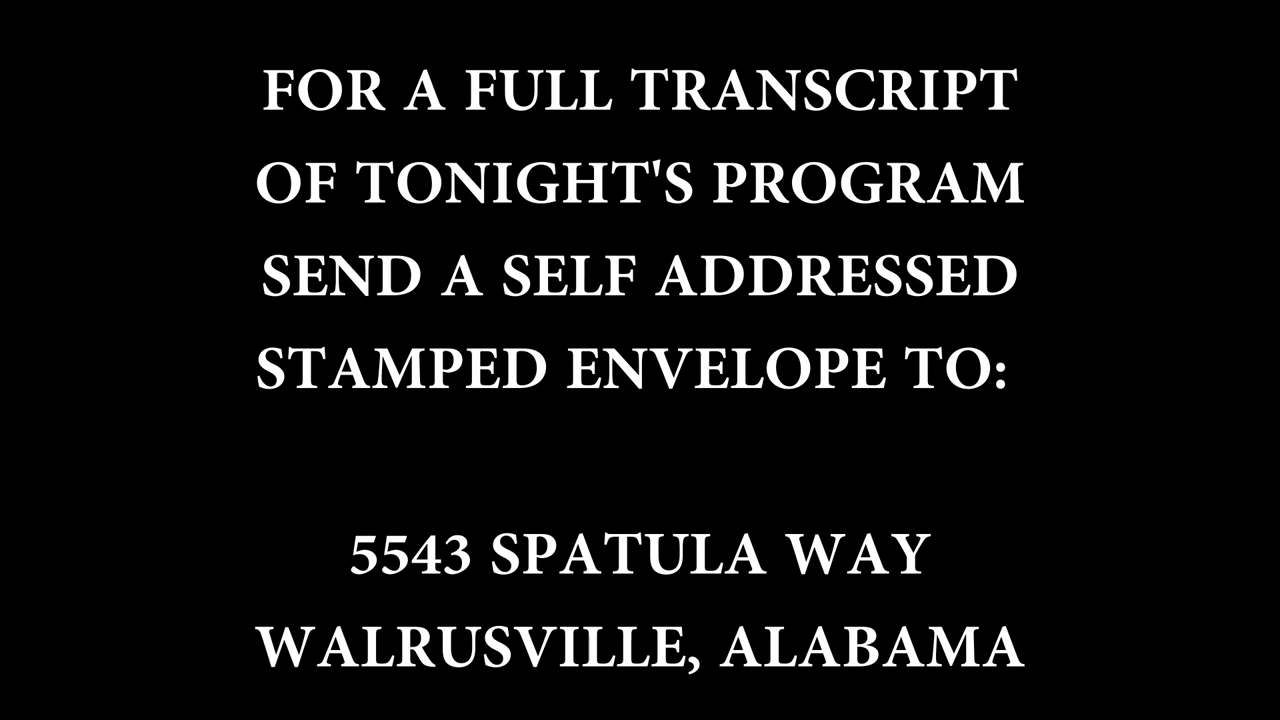 FOR A FULL TRANSCRIPT
OF TONIGHT'S PROGRAM
SEND A SELF ADDRESSED
STAMPED ENVELOPE TO:
5543 SPATULA WAY
WALRUSVILLE, ALABAMA